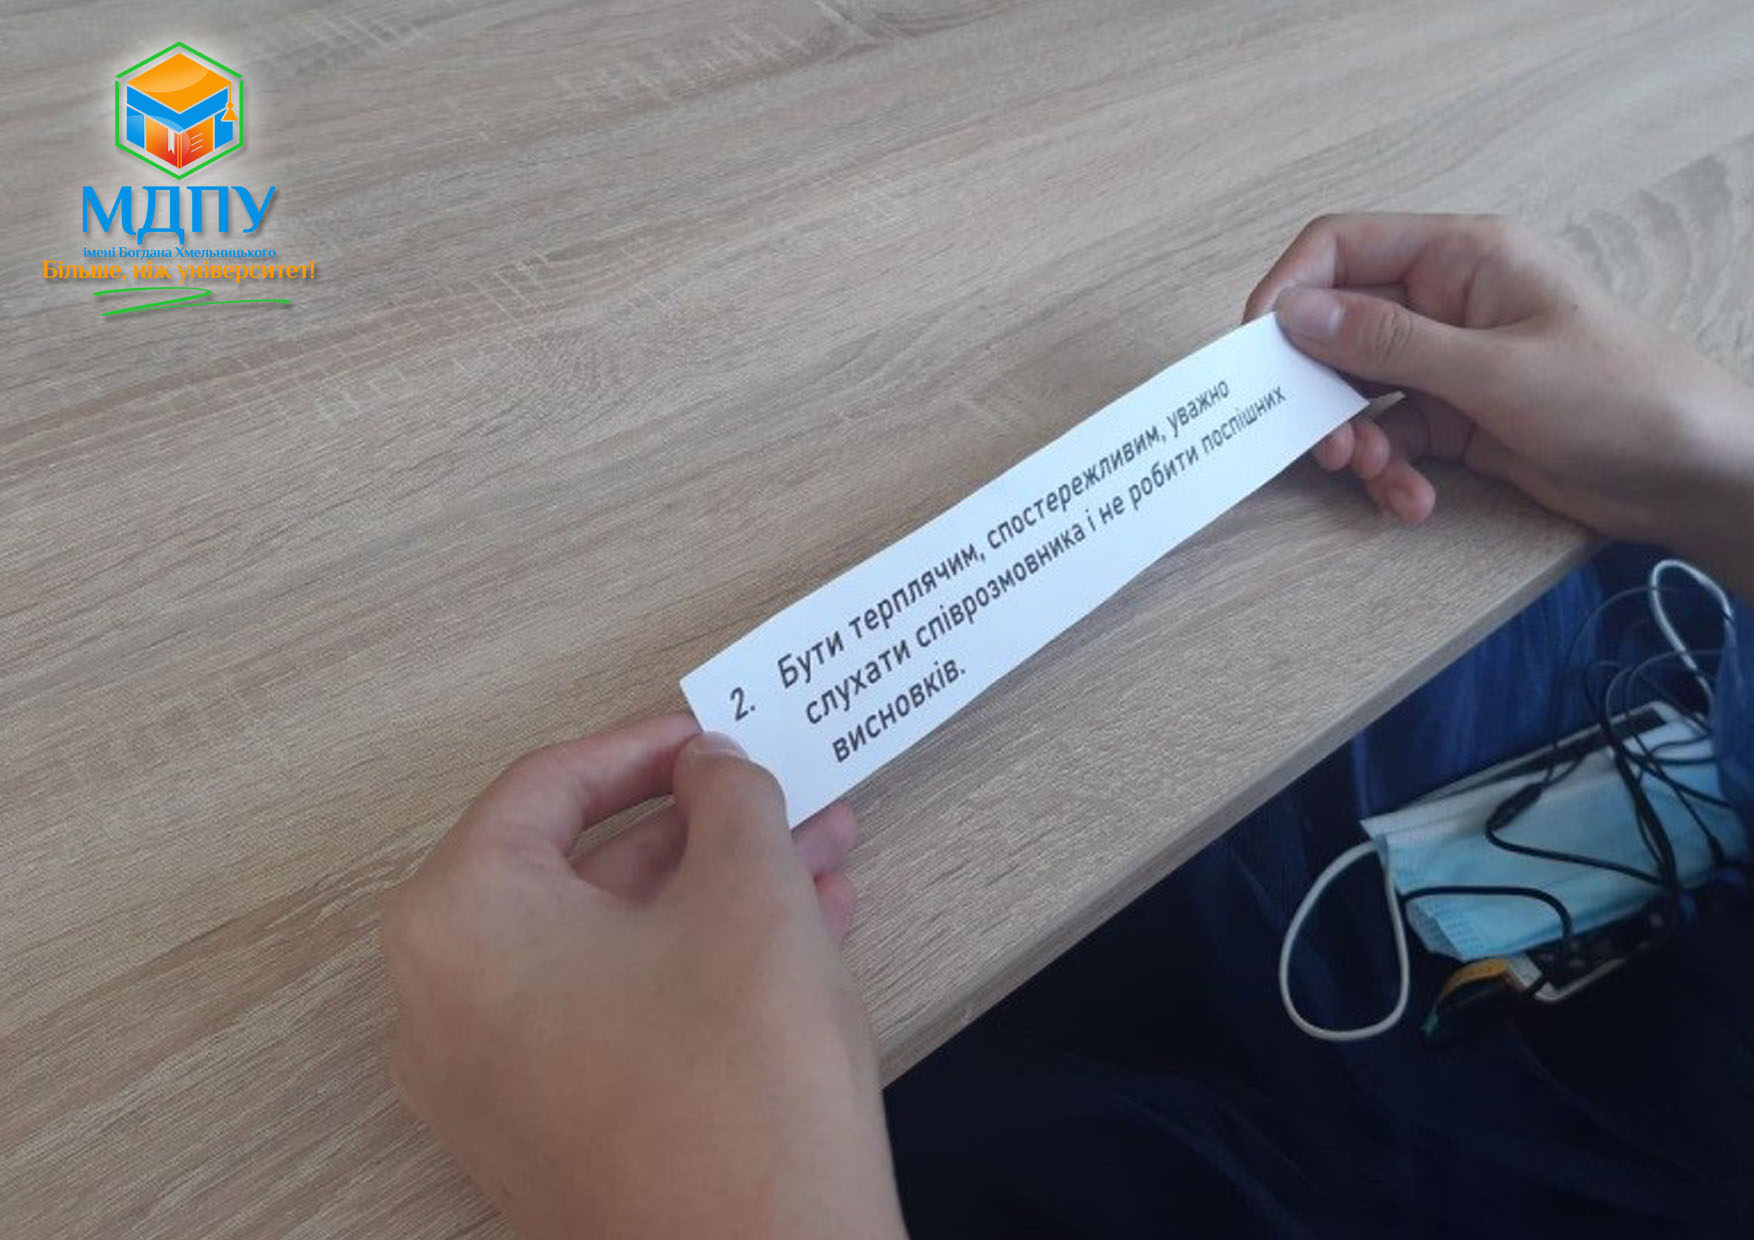 МДПУ
імені Богдана Хмельницького
Більше, ніж університет!
2. Бути терплячим, спостережливим, уважно
слухати співрозмовника і не робити поспішних
висновків.